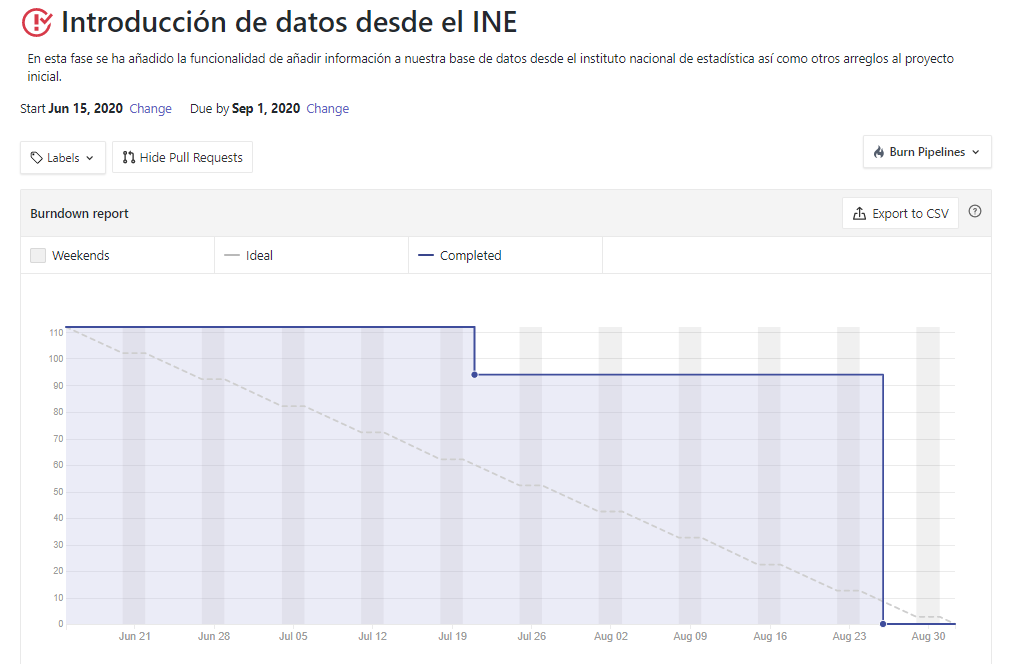 Introducción de datos desde el INE
En esta fase se ha añadido la funcionalidad de añadir información a nuestra base de datos desde el instituto nacional de estadística así como otros arreglos al proyecto
inicial.
Start Jun 15, 2020 Change Due by Sep 1, 2020 Change
Labels Hide Pull Requests Burn Pipelines
Burndown report Export to CSV
Weekends Ideal Completed
110
100
90
80
70
60
50
40
30
20
10
0
Jun 21 Jun 28 Jul 05 Jul 12 Jul 19 Jul 26 Aug 02 Aug 09 Aug 16 Aug 23 Aug 30